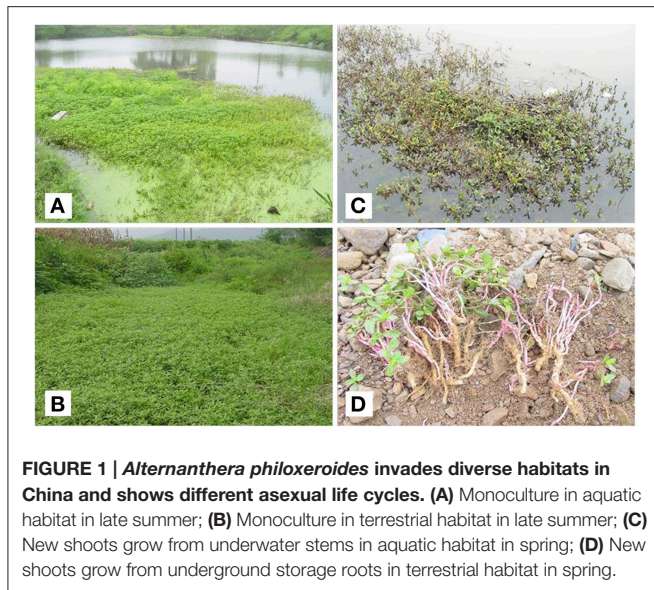 A
C
B
D
FIGURE 1 | Alternanthera philoxeroides invades diverse habitats in
China and shows different asexual life cycles. (A) Monoculture in aquatic
habitat in late summer; (B) Monoculture in terrestrial habitat in late summer; (C)
New shoots grow from underwater stems in aquatic habitat in spring; (D) New
shoots grow from underground storage roots in terrestrial habitat in spring.